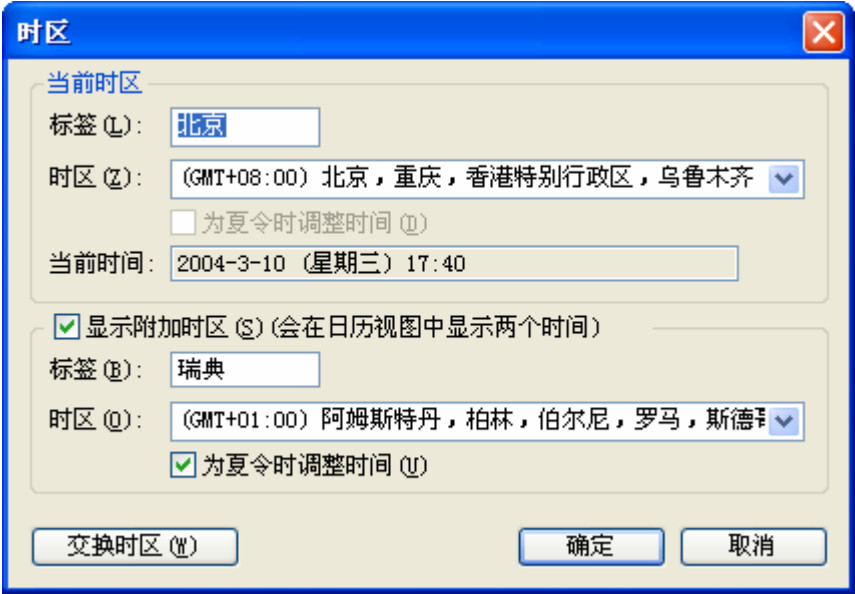 时区
当前时区
标签(L):
北京
时区(Z):
(GMT+08:00) 北京，重庆，香港特别行政区，乌鲁木齐
为夏令时调整时间(D)
当前时间:
2004-3-10 (星期三) 17:40
显示附加时区(S)(会在日历视图中显示两个时间)
标签(B):
瑞典
时区(O):
(GMT+01:00) 阿姆斯特丹，柏林，伯尔尼，罗马，斯德哥
为夏令时调整时间(U)
交换时区(W)
确定
取消